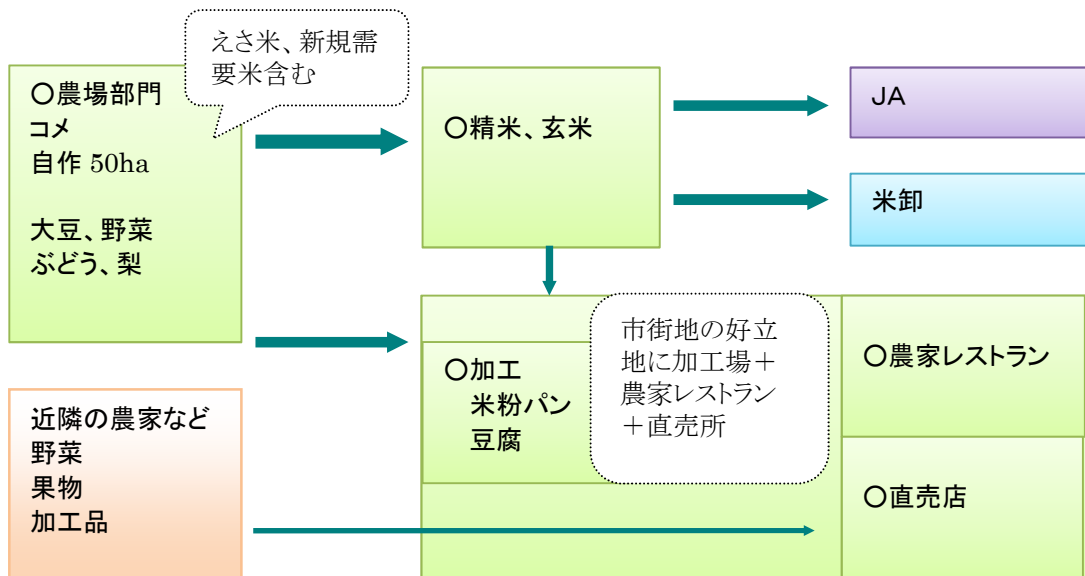 えさ米、新規需
要米含む
〇農場部門
コメ
自作 50ha
大豆、野菜
ぶどう、梨
〇精米、玄米
JA
米卸
市街地の好立
地に加工場＋
農家レストラン
＋直売所
〇加工
米粉パン
豆腐
〇農家レストラン
〇直売店
近隣の農家など
野菜
果物
加工品